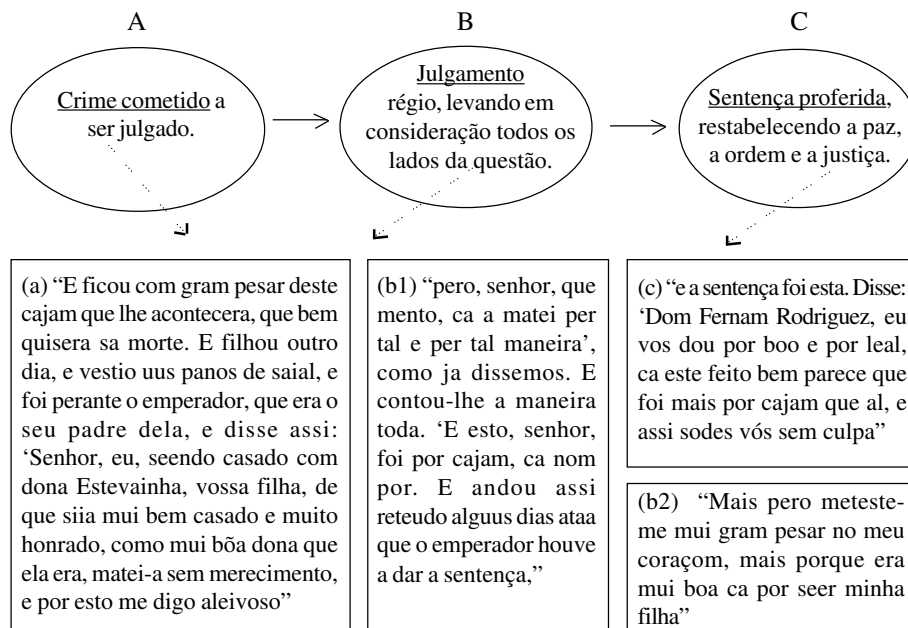 A
B
C
Crime cometido a
ser julgado.
Julgamento
régio, levando em
consideração todos os
lados da questão.
Sentença proferida,
restabelecendo a paz,
a ordem e a justiça.
(a) “E ficou com gram pesar deste
cajam que lhe acontecera, que bem
quisera sa morte. E filhou outro
dia, e vestio uus panos de saial, e
foi perante o emperador, que era o
seu padre dela, e disse assi:
‘Senhor, eu, seendo casado com
dona Estevainha, vossa filha, de
que siia mui bem casado e muito
honrado, como mui bõa dona que
ela era, matei-a sem merecimento,
e por esto me digo aleivoso”
(b1) “pero, senhor, que
mento, ca a matei per
tal e per tal maneira’,
como ja dissemos. E
contou-lhe a maneira
toda. ‘E esto, senhor,
foi por cajam, ca nom
por. E andou assi
reteudo alguus dias ataa
que o emperador houve
a dar a sentença,”
(c) “e a sentença foi esta. Disse:
‘Dom Fernam Rodriguez, eu
vos dou por boo e por leal,
ca este feito bem parece que
foi mais por cajam que al, e
assi sodes vós sem culpa”
(b2) “Mais pero meteste-
me mui gram pesar no meu
coraçom, mais porque era
mui boa ca por seer minha
filha”